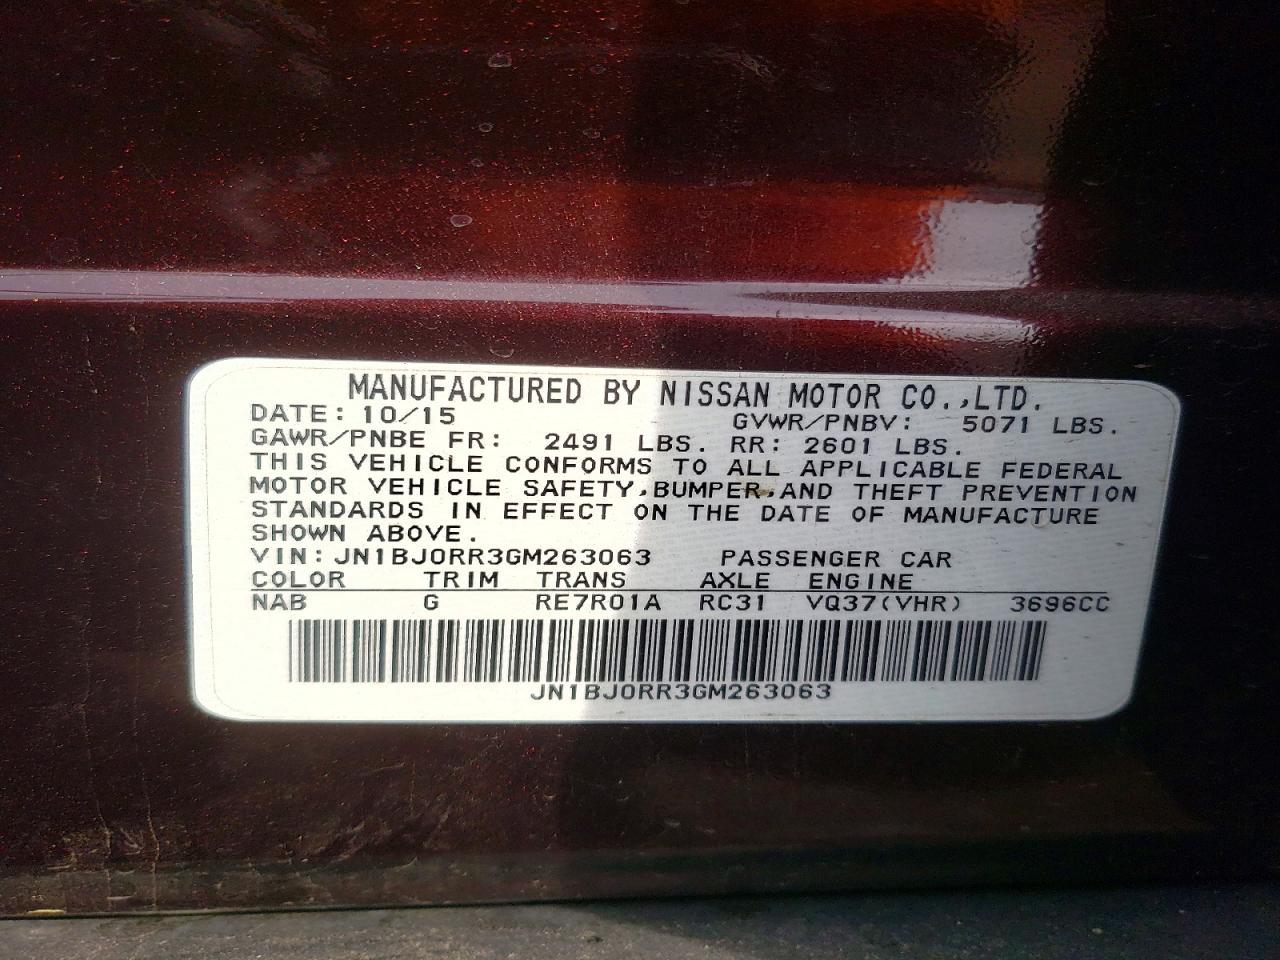 MANUFACTURED BY NISSAN MOTOR CO.,LTD.
DATE: 10/15 GVWR/PNBV: 5071 LBS.
GAWR/PNBE FR: 2491 LBS. RR: 2601 LBS.
THIS VEHICLE CONFORMS TO ALL APPLICABLE FEDERAL
MOTOR VEHICLE SAFETY,BUMPER,AND THEFT PREVENTION
STANDARDS IN EFFECT ON THE DATE OF MANUFACTURE
SHOWN ABOVE.
VIN: JN1BJ0RR3GM263063 PASSENGER CAR
COLOR TRIM TRANS AXLE ENGINE
NAB G RE7R01A RC31 VQ37(VHR) 3696CC
JN1BJ0RR3GM263063